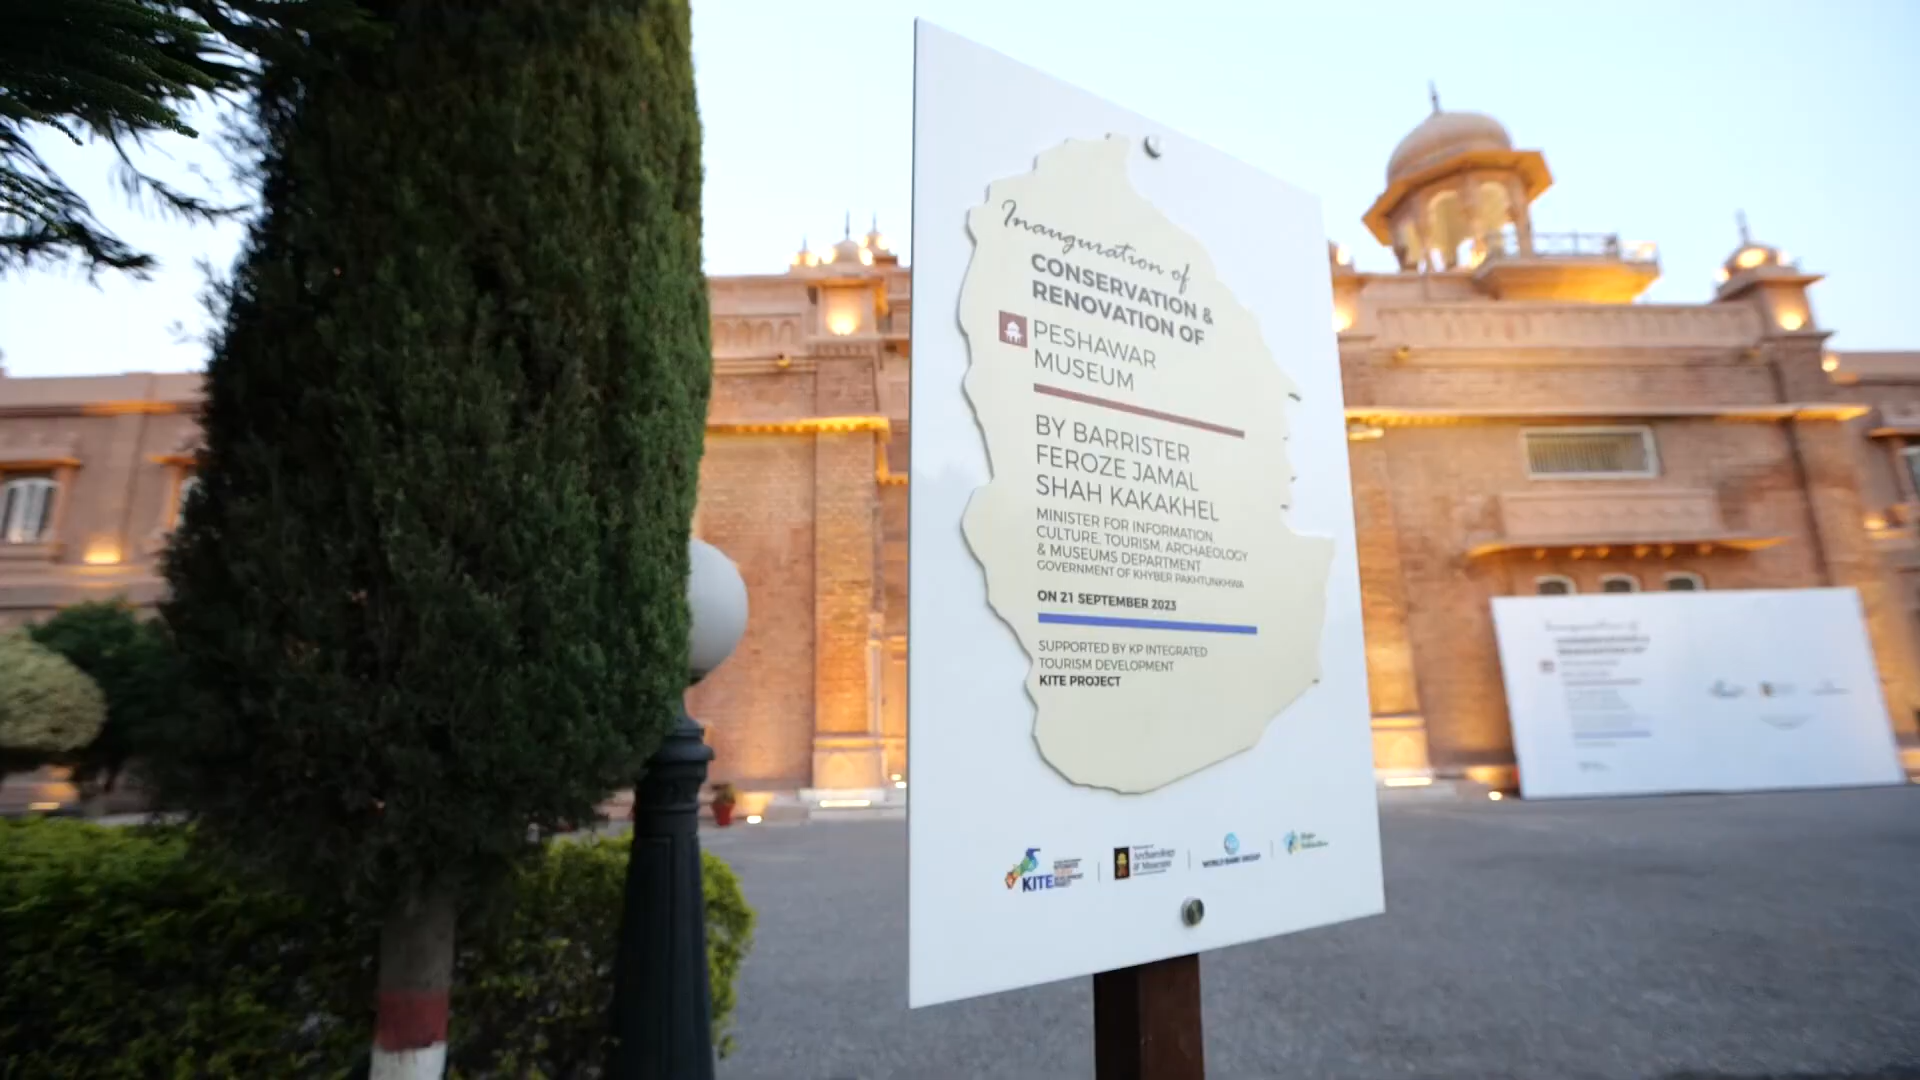 Inauguration of
CONSERVATION &
RENOVATION OF
PESHAWAR
MUSEUM
BY BARRISTER
FEROZE JAMAL
SHAH KAKAKHEL
MINISTER FOR INFORMATION,
CULTURE, TOURISM, ARCHAEOLOGY
& MUSEUMS DEPARTMENT
GOVERNMENT OF KHYBER PAKHTUNKHWA
ON 21 SEPTEMBER 2023
SUPPORTED BY KP INTEGRATED
TOURISM DEVELOPMENT
KITE PROJECT
KITE
Archaeology
& Museums
WORLD BANK GROUP